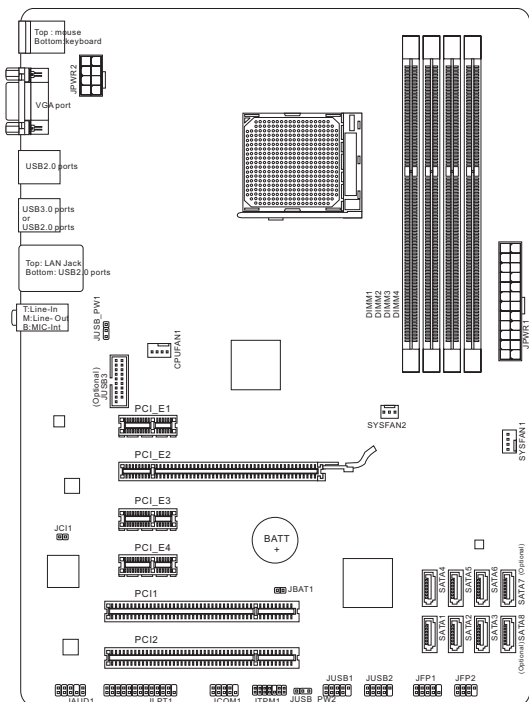 Top : mouse
Bottom:keyboard
JPWR2
VGA port
USB2.0 ports
USB3.0 ports
or
USB2.0 ports
Top: LAN Jack
Bottom: USB2.0 ports
T:Line-In
M:Line-Out
B:MIC-Int
JUSB_PW1
CPUFAN1
(Optional)
JUSB3
DIMM1
DIMM2
DIMM3
DIMM4
JPWR1
SYSFAN2
SYSFAN1
PCI_E1
PCI_E2
PCI_E3
PCI_E4
JCI1
BATT
+
JBAT1
PCI1
PCI2
SATA4
SATA5
SATA6
SATA7 (Optional)
SATA1
SATA2
SATA3
(Optional)SATA8
JAUD1
JLPT1
JCOM1
JTPM1
JUSB_PW2
JUSB1
JUSB2
JFP1
JFP2